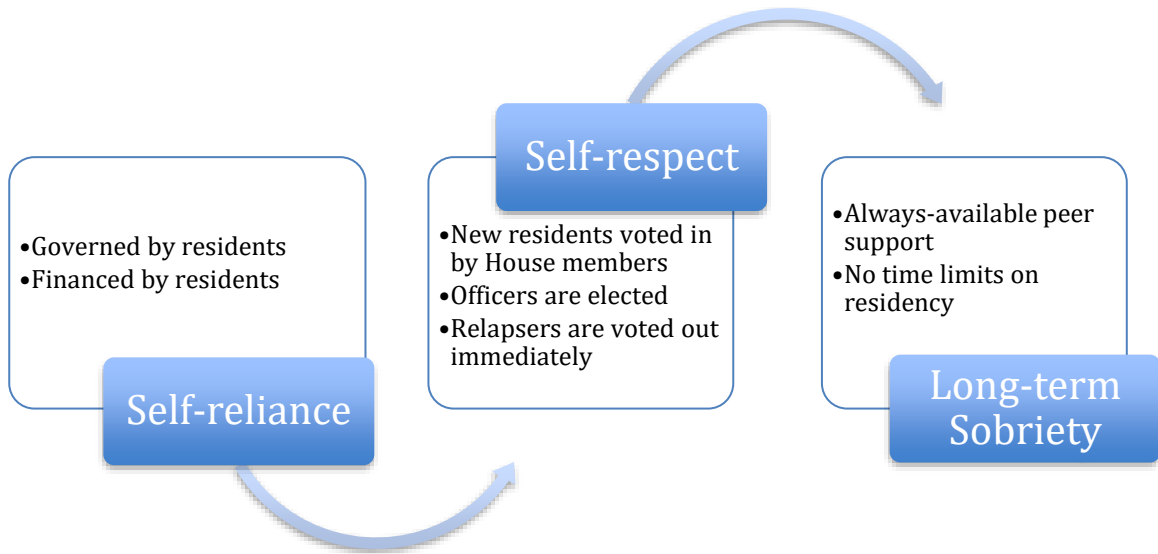 •Governed by residents
•Financed by residents
Self-reliance
Self-respect
•New residents voted in
by House members
•Officers are elected
•Relapsers are voted out
immediately
•Always-available peer
support
•No time limits on
residency
Long-term
Sobriety